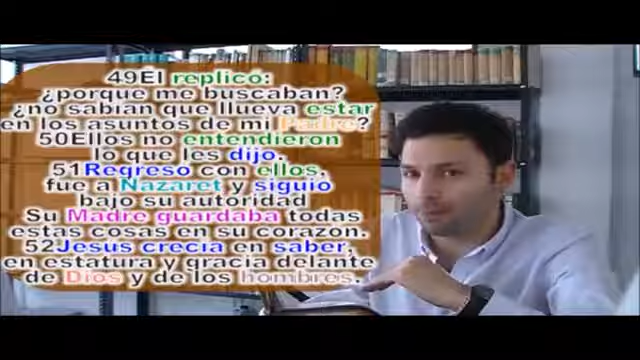 49El replico:
¿porque me buscaban?
¿no sabían que llueva estar
en los asuntos de mi Padre?
50Ellos no entendieron
lo que les dijo.
51Regreso con ellos,
fue a Nazaret y siguio
bajo su autoridad
Su Madre guardaba todas
estas cosas en su corazon.
52Jesus crecia en saber,
en estatura y gracia delante
de Dios y de los hombres.